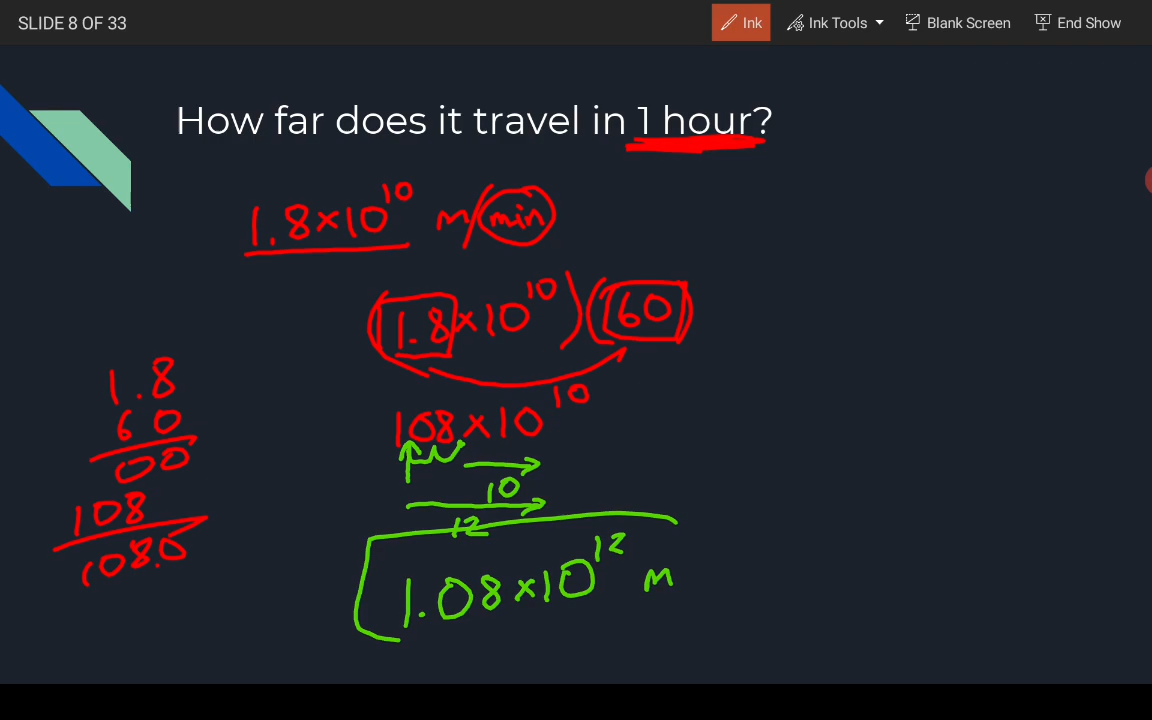 SLIDE 8 OF 33
Ink
Ink Tools
Blank Screen
End Show
How far does it travel in 1 hour?
1.8×10¹⁰ m/min
(1.8×10¹⁰)(60)
108×10¹⁰
10
12
1.08×10¹² m
1.8
60
00
108
108.0